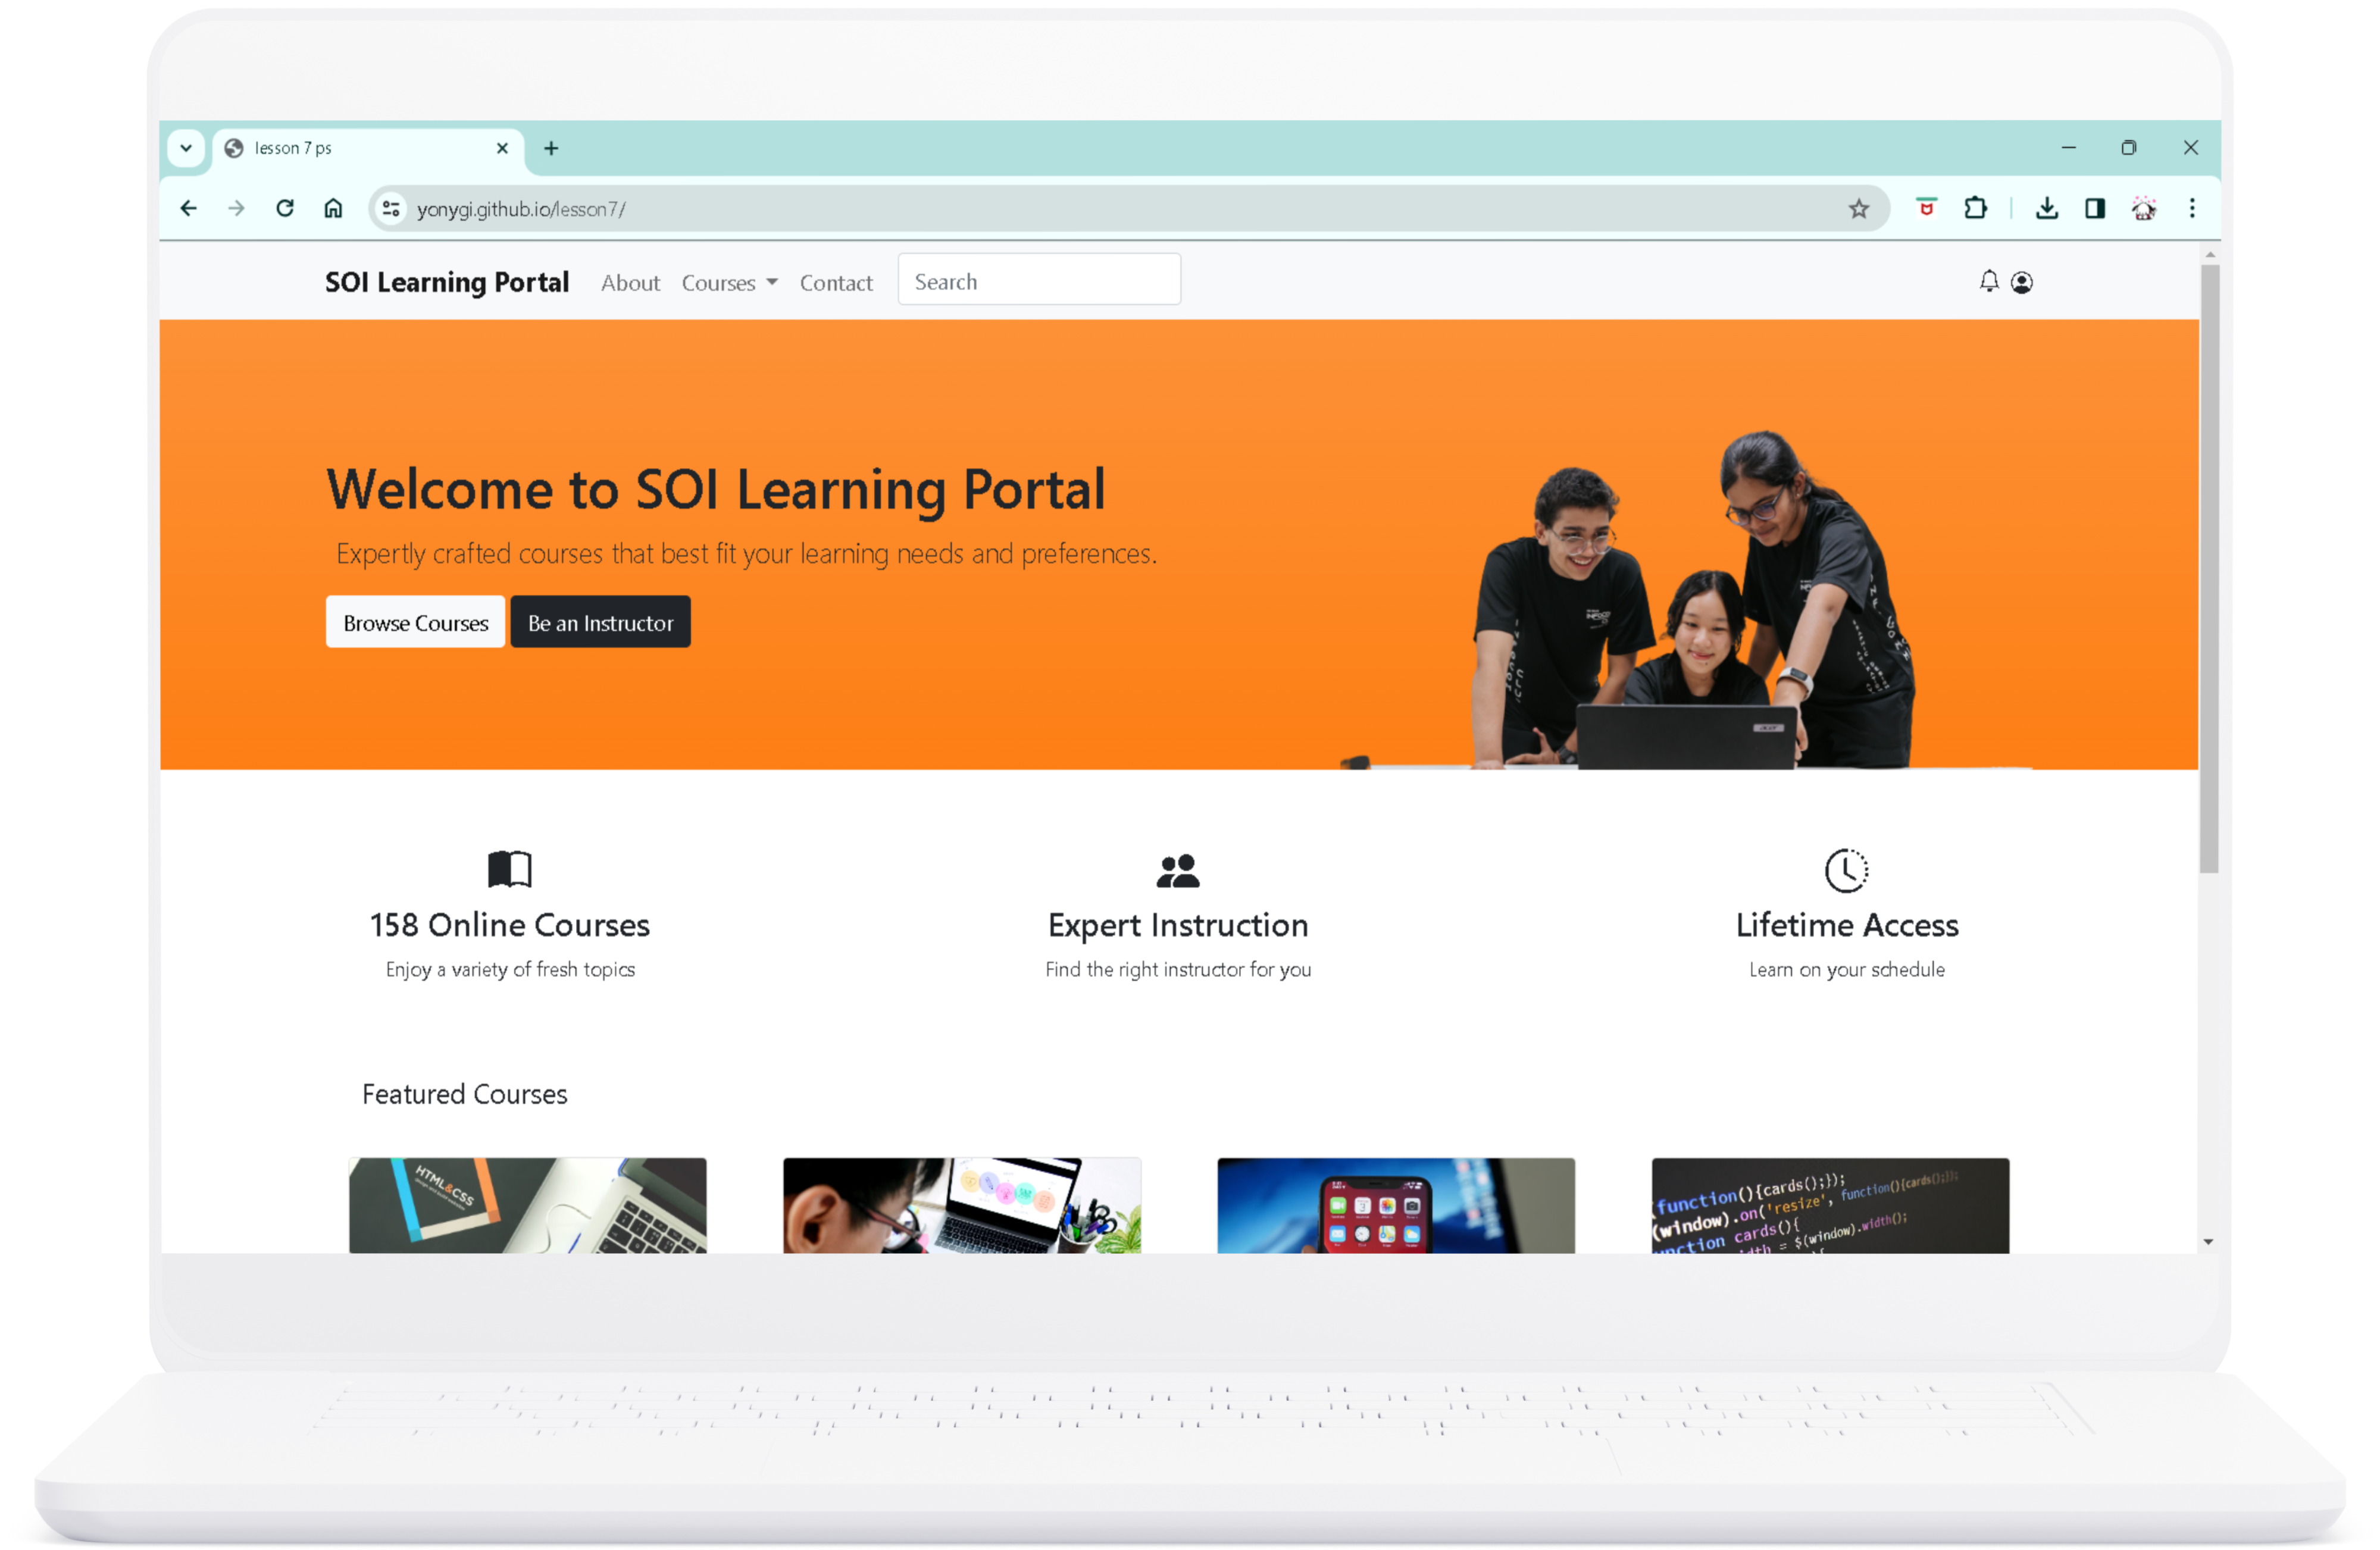 lesson 7 ps
yonygi.github.io/lesson7/
SOI Learning Portal About Courses Contact Search
Welcome to SOI Learning Portal
Expertly crafted courses that best fit your learning needs and preferences.
Browse Courses Be an Instructor
acer
158 Online Courses Expert Instruction Lifetime Access
Enjoy a variety of fresh topics Find the right instructor for you Learn on your schedule
Featured Courses
HTML&CSS
(function(){cards();});
(window).on('resize', function(){cards();});
function cards(){
= $(window).width();